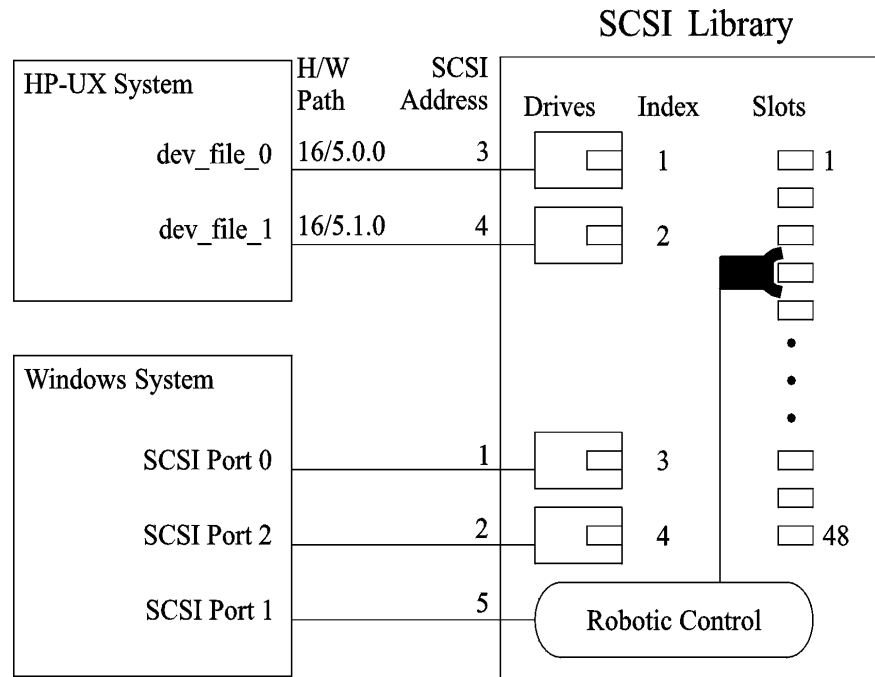 SCSI Library
HP-UX System
H/W Path
SCSI Address
Drives Index Slots
dev_file_0 16/5.0.0 3 1 1
dev_file_1 16/5.1.0 4 2
Windows System
SCSI Port 0 1 3
SCSI Port 2 2 4 48
SCSI Port 1 5 Robotic Control